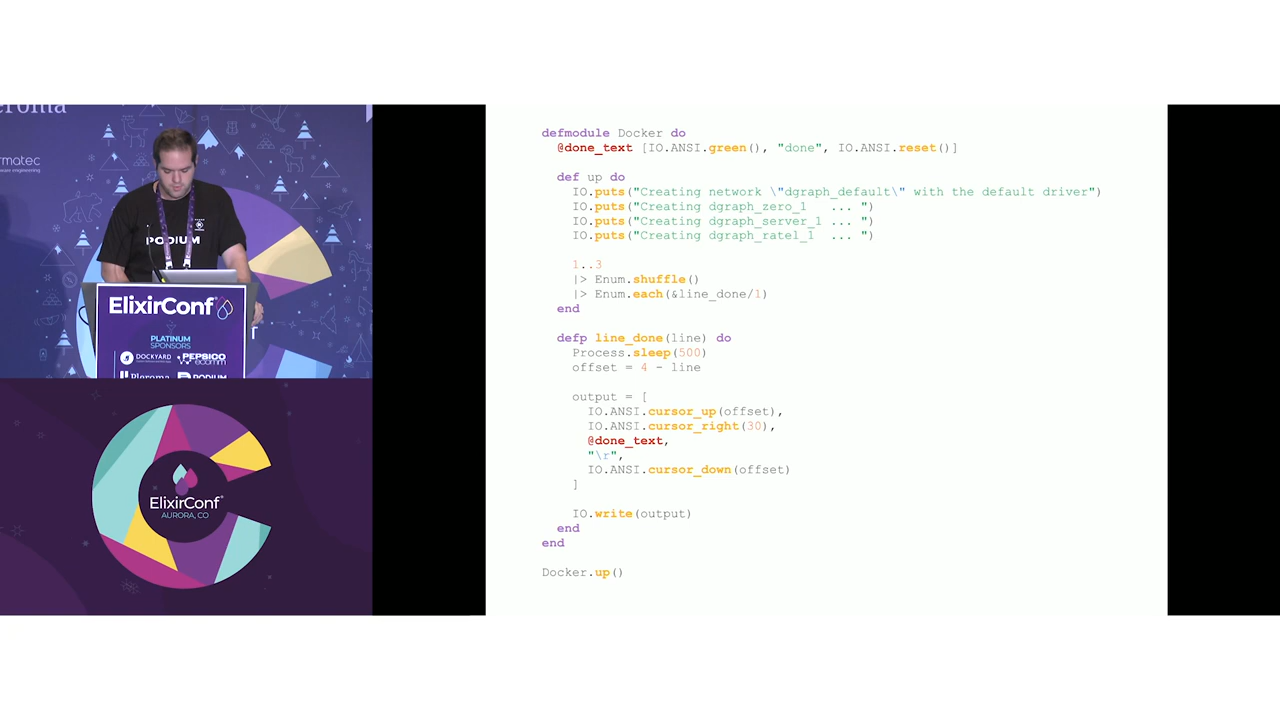 PODIUM
ElixirConf
PLATINUM
SPONSORS
DOCKYARD
PEPSICO
ecomm
Pleroma
PODIUM
ElixirConf
AURORA, CO
defmodule Docker do
  @done_text [IO.ANSI.green(), "done", IO.ANSI.reset()]
  def up do
    IO.puts("Creating network \"dgraph_default\" with the default driver")
    IO.puts("Creating dgraph_zero_1   ... ")
    IO.puts("Creating dgraph_server_1 ... ")
    IO.puts("Creating dgraph_ratel_1  ... ")
    1..3
    |> Enum.shuffle()
    |> Enum.each(&line_done/1)
  end
  defp line_done(line) do
    Process.sleep(500)
    offset = 4 - line
    output = [
      IO.ANSI.cursor_up(offset),
      IO.ANSI.cursor_right(30),
      @done_text,
      "\r",
      IO.ANSI.cursor_down(offset)
    ]
    IO.write(output)
  end
end
Docker.up()